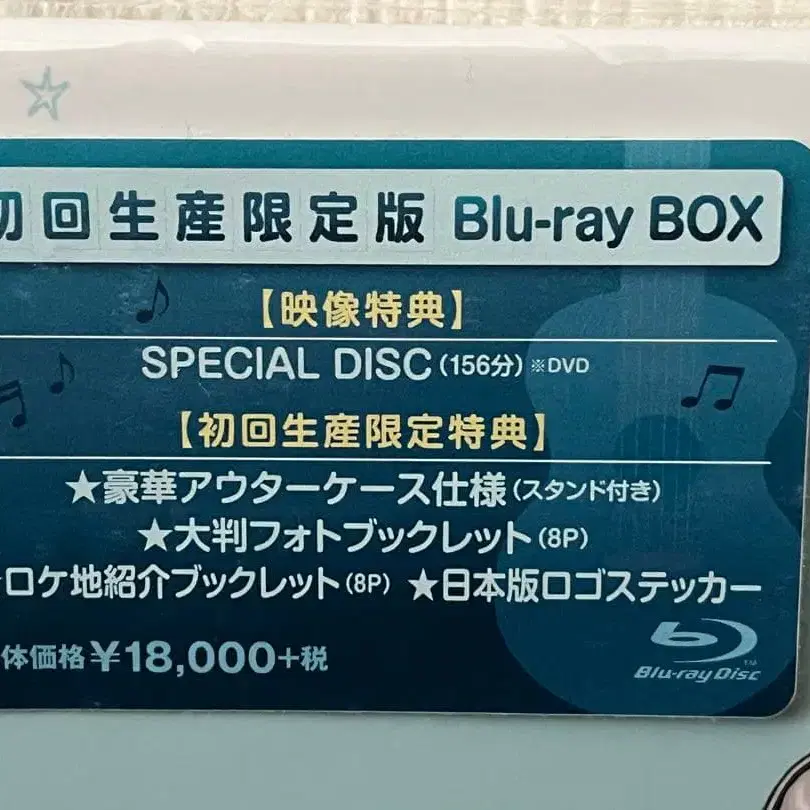 初回生産限定版 Blu-ray BOX
【映像特典】
SPECIAL DISC(156分)※DVD
【初回生産限定特典】
★豪華アウターケース仕様(スタンド付き)
★大判フォトブックレット(8P)
ロケ地紹介ブックレット(8P) ★日本版ロゴステッカー
体価格¥18,000+税
Blu-ray Disc™